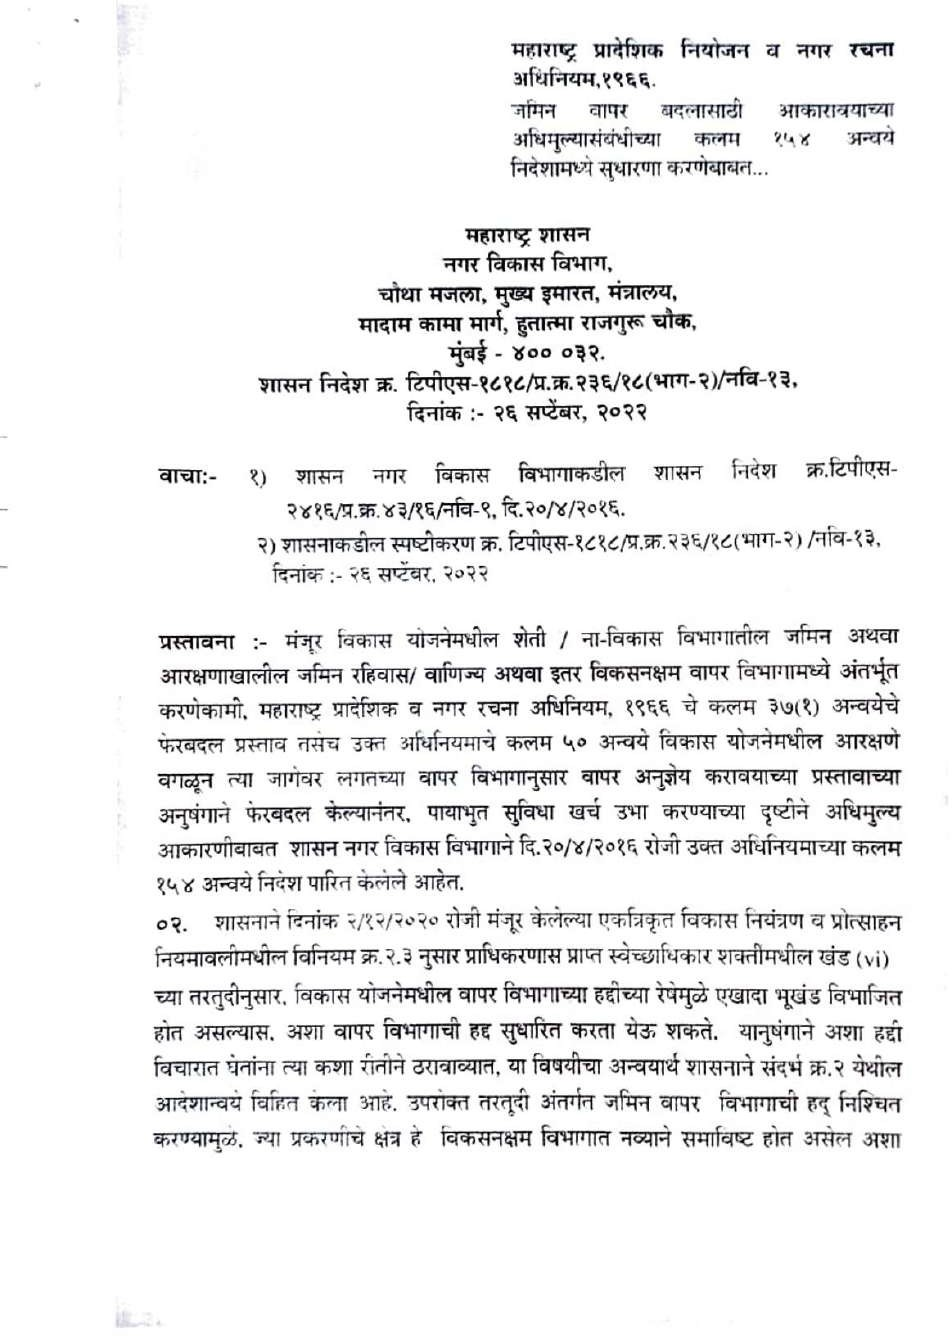 महाराष्ट्र प्रादेशिक नियोजन व नगर रचना
अधिनियम,१९६६.
जमिन वापर बदलासाठी आकारावयाच्या
अधिमुल्यासंबंधीच्या कलम १५४ अन्वये
निदेशामध्ये सुधारणा करणेबाबत...
महाराष्ट्र शासन
नगर विकास विभाग,
चौथा मजला, मुख्य इमारत, मंत्रालय,
मादाम कामा मार्ग, हुतात्मा राजगुरू चौक,
मुंबई - ४०० ०३२.
शासन निदेश क्र. टिपीएस-१८१८/प्र.क्र.२३६/१८(भाग-२)/नवि-१३,
दिनांक :- २६ सप्टेंबर, २०२२
वाचा:- १) शासन नगर विकास विभागाकडील शासन निदेश क्र.टिपीएस-
२४१६/प्र.क्र.४३/१६/नवि-९, दि.२०/४/२०१६.
२) शासनाकडील स्पष्टीकरण क्र. टिपीएस-१८१८/प्र.क्र.२३६/१८(भाग-२) /नवि-१३,
दिनांक :- २६ सप्टेंबर, २०२२
प्रस्तावना :- मंजूर विकास योजनेमधील शेती / ना-विकास विभागातील जमिन अथवा
आरक्षणाखालील जमिन रहिवास/ वाणिज्य अथवा इतर विकसनक्षम वापर विभागामध्ये अंतर्भूत
करणेकामी, महाराष्ट्र प्रादेशिक व नगर रचना अधिनियम, १९६६ चे कलम ३७(१) अन्वयेचे
फेरबदल प्रस्ताव तसेच उक्त अधिनियमाचे कलम ५० अन्वये विकास योजनेमधील आरक्षणे
वगळून त्या जागेवर लगतच्या वापर विभागानुसार वापर अनुज्ञेय करावयाच्या प्रस्तावाच्या
अनुषंगाने फेरबदल केल्यानंतर, पायाभुत सुविधा खर्च उभा करण्याच्या दृष्टीने अधिमुल्य
आकारणीबाबत शासन नगर विकास विभागाने दि.२०/४/२०१६ रोजी उक्त अधिनियमाच्या कलम
१५४ अन्वये निदेश पारित केलेले आहेत.
०२. शासनाने दिनांक २/१२/२०२० रोजी मंजूर केलेल्या एकत्रिकृत विकास नियंत्रण व प्रोत्साहन
नियमावलीमधील विनियम क्र.२.३ नुसार प्राधिकरणास प्राप्त स्वेच्छाधिकार शक्तीमधील खंड (vi)
च्या तरतुदीनुसार, विकास योजनेमधील वापर विभागाच्या हद्दीच्या रेषेमुळे एखादा भूखंड विभाजित
होत असल्यास, अशा वापर विभागाची हद्द सुधारित करता येऊ शकते. यानुषंगाने अशा हद्दी
विचारात घेतांना त्या कशा रीतीने ठरावाव्यात, या विषयीचा अन्वयार्थ शासनाने संदर्भ क्र.२ येथील
आदेशान्वये विहित केला आहे. उपरोक्त तरतूदी अंतर्गत जमिन वापर विभागाची हद् निश्चित
करण्यामुळे, ज्या प्रकरणीचे क्षेत्र हे विकसनक्षम विभागात नव्याने समाविष्ट होत असेल अशा